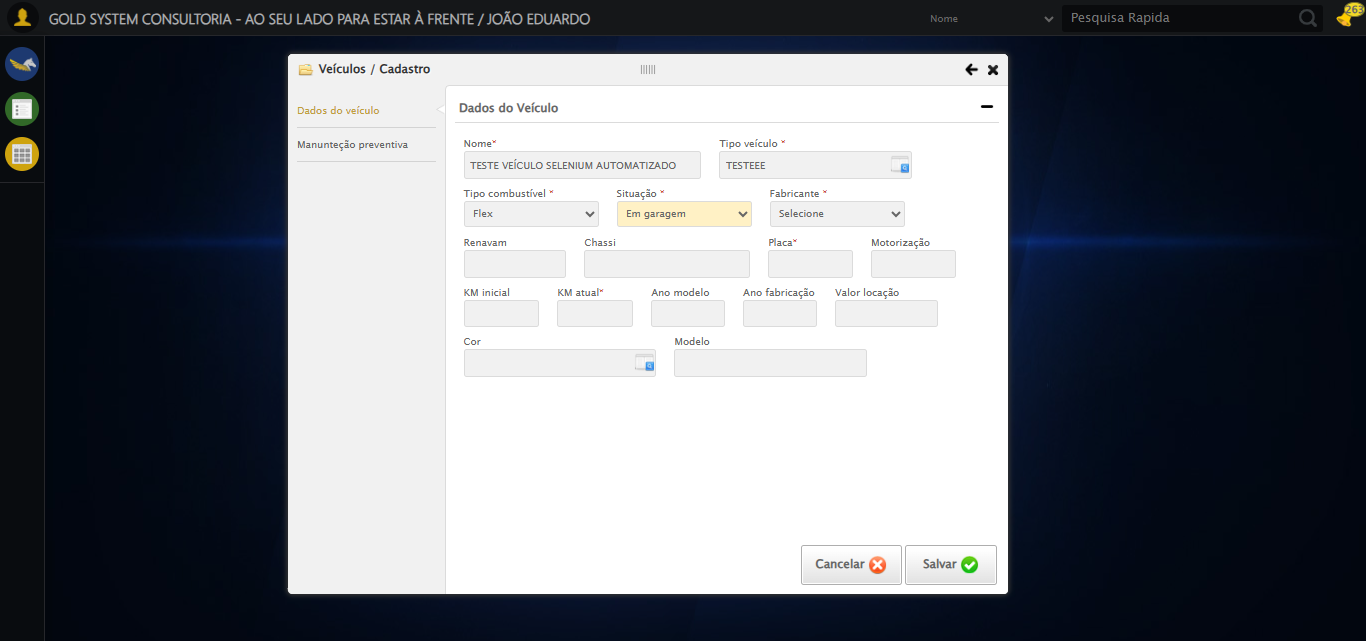 GOLD SYSTEM CONSULTORIA - AO SEU LADO PARA ESTAR À FRENTE / JOÃO EDUARDO
Nome
Pesquisa Rapida
263
Veículos / Cadastro
Dados do veículo
Manunteção preventiva
Dados do Veículo
Nome* Tipo veículo *
TESTE VEÍCULO SELENIUM AUTOMATIZADO TESTEEE
Tipo combustível * Situação * Fabricante *
Flex Em garagem Selecione
Renavam Chassi Placa* Motorização
KM inicial KM atual* Ano modelo Ano fabricação Valor locação
Cor Modelo
Cancelar Salvar